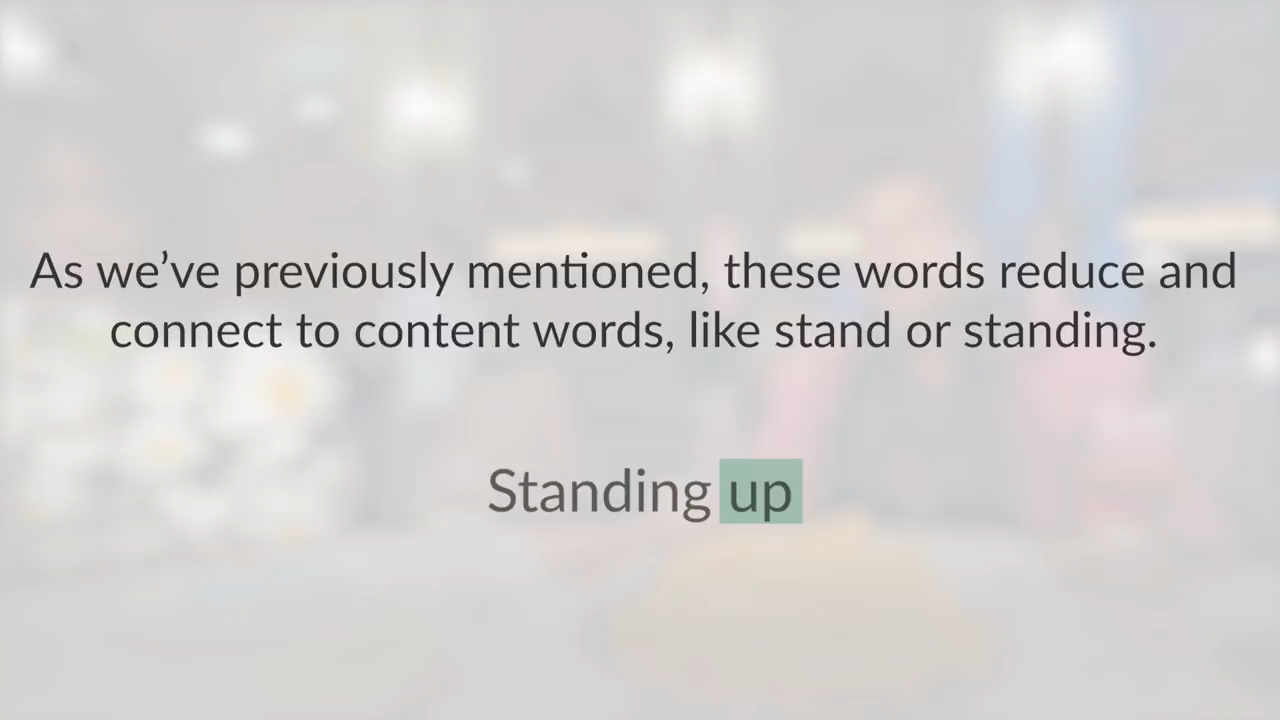 As we’ve previously mentioned, these words reduce and
connect to content words, like stand or standing.
Standing up